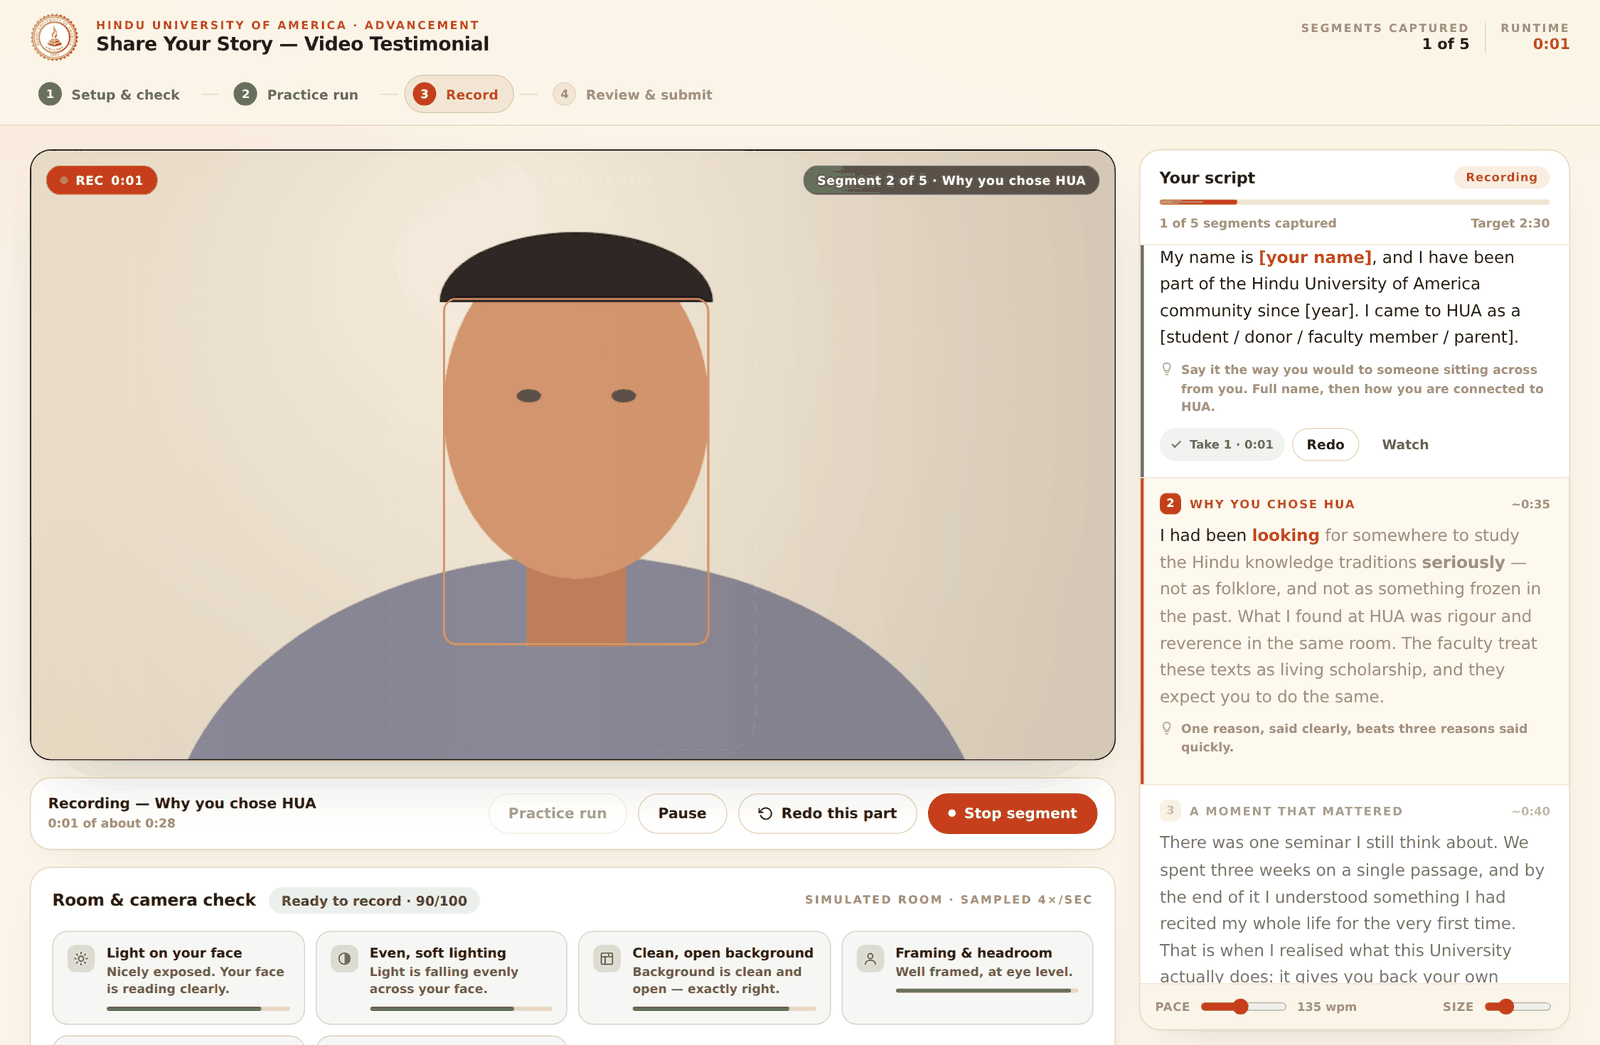 HINDU UNIVERSITY OF AMERICA · ADVANCEMENT
Share Your Story — Video Testimonial
SEGMENTS CAPTURED
1 of 5
RUNTIME
0:01
1 Setup & check
2 Practice run
3 Record
4 Review & submit
REC 0:01
Segment 2 of 5 · Why you chose HUA
Recording — Why you chose HUA
0:01 of about 0:28
Practice run
Pause
Redo this part
Stop segment
Room & camera check
Ready to record · 90/100
SIMULATED ROOM · SAMPLED 4×/SEC
Light on your face
Nicely exposed. Your face
is reading clearly.
Even, soft lighting
Light is falling evenly
across your face.
Clean, open background
Background is clean and
open — exactly right.
Framing & headroom
Well framed, at eye level.
Your script
Recording
1 of 5 segments captured
Target 2:30
My name is [your name], and I have been
part of the Hindu University of America
community since [year]. I came to HUA as a
[student / donor / faculty member / parent].
Say it the way you would to someone sitting across
from you. Full name, then how you are connected to
HUA.
Take 1 · 0:01
Redo
Watch
2 WHY YOU CHOSE HUA
~0:35
I had been looking for somewhere to study
the Hindu knowledge traditions seriously —
not as folklore, and not as something frozen in
the past. What I found at HUA was rigour and
reverence in the same room. The faculty treat
these texts as living scholarship, and they
expect you to do the same.
One reason, said clearly, beats three reasons said
quickly.
3 A MOMENT THAT MATTERED
~0:40
There was one seminar I still think about. We
spent three weeks on a single passage, and by
the end of it I understood something I had
recited my whole life for the very first time.
That is when I realised what this University
actually does: it gives you back your own
PACE
135 wpm
SIZE